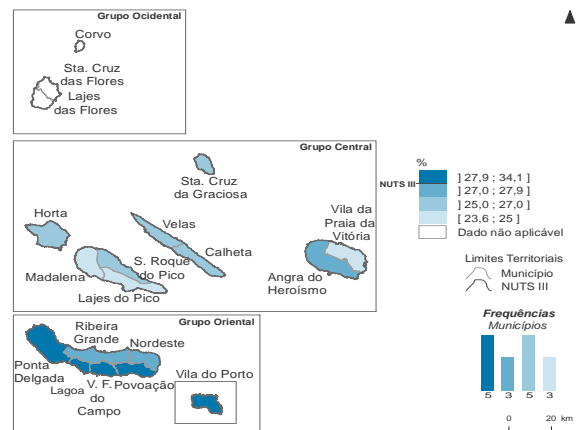 Grupo Ocidental
Corvo
Sta. Cruz
das Flores
Lajes
das Flores
Grupo Central
Sta. Cruz
da Graciosa
Horta
Velas
Calheta
S. Roque
do Pico
Madalena
Lajes do Pico
Vila da
Praia da
Vitória
Angra do
Heroísmo
Grupo Oriental
Ribeira
Grande
Nordeste
Ponta
Delgada
Lagoa
V. F.
do
Campo
Povoação
Vila do Porto
%
NUTS III
] 27,9 ; 34,1 ]
] 27,0 ; 27,9 ]
] 25,0 ; 27,0 ]
[ 23,6 ; 25 ]
Dado não aplicável
Limites Territoriais
Município
NUTS III
Frequências
Municípios
5 3 5 3
0 20 km